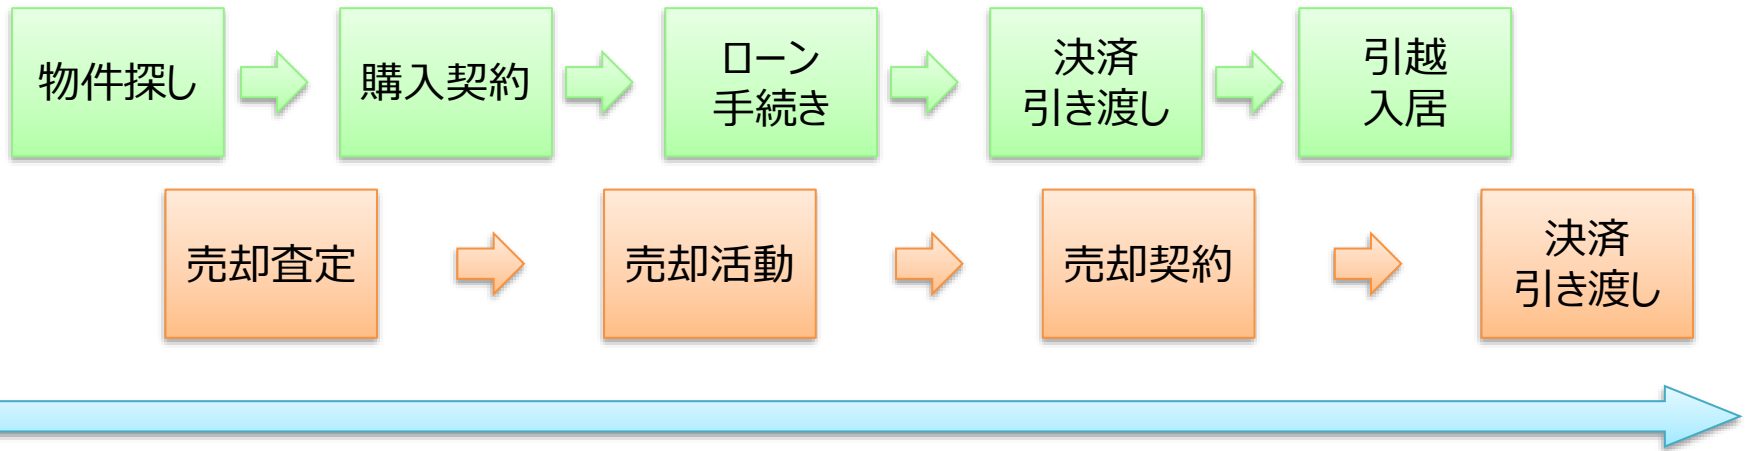 物件探し
購入契約
ローン
手続き
決済
引き渡し
引越
入居
売却査定
売却活動
売却契約
決済
引き渡し